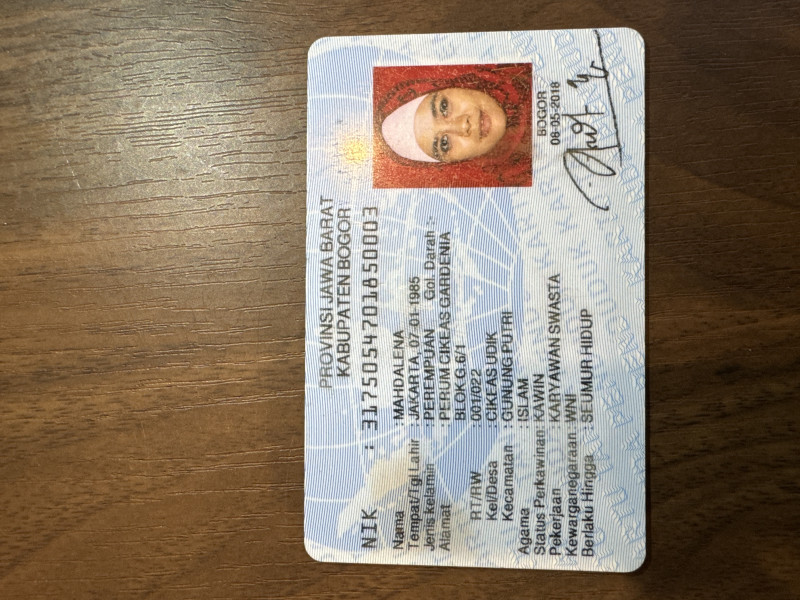 PROVINSI JAWA BARAT
KABUPATEN BOGOR
NIK : 3175054701850003
Nama : MAHDALENA
Tempat/Tgl Lahir : JAKARTA, 07-01-1985
Jenis kelamin : PEREMPUAN Gol. Darah : -
Alamat : PERUM CIKEAS GARDENIA
BLOK G.6/7
RT/RW : 001/022
Kel/Desa : CIKEAS UDIK
Kecamatan : GUNUNG PUTRI
Agama : ISLAM
Status Perkawinan : KAWIN
Pekerjaan : KARYAWAN SWASTA
Kewarganegaraan : WNI
Berlaku Hingga : SEUMUR HIDUP
BOGOR
08-05-2018